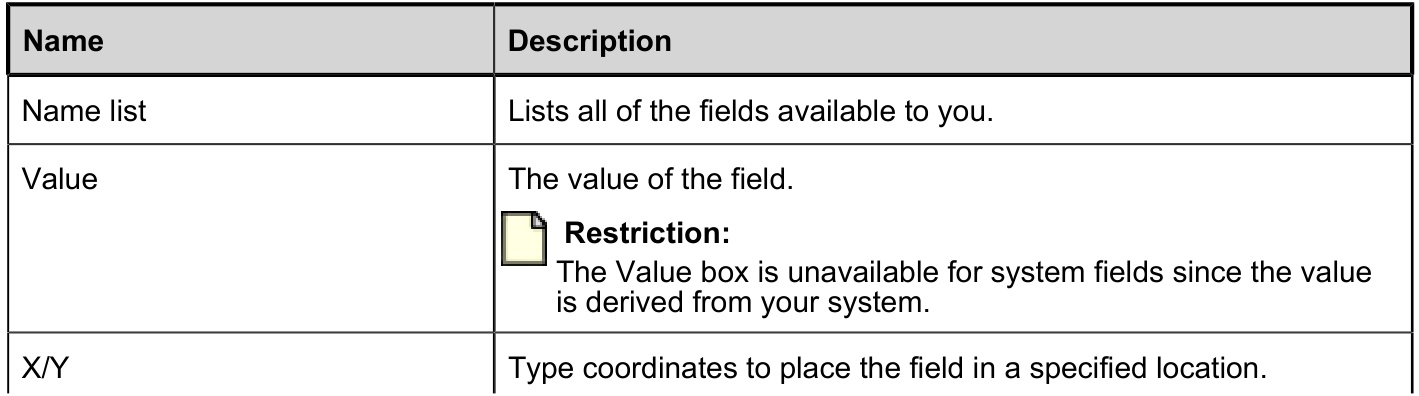 Name Description
Name list Lists all of the fields available to you.
Value The value of the field.
Restriction:
The Value box is unavailable for system fields since the value
is derived from your system.
X/Y Type coordinates to place the field in a specified location.